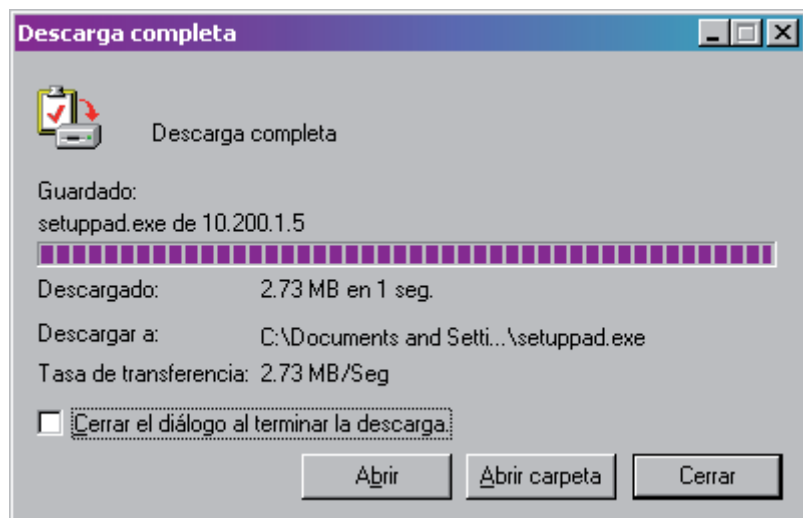 Descarga completa
Descarga completa
Guardado:
setuppad.exe de 10.200.1.5
Descargado: 2.73 MB en 1 seg.
Descargar a: C:\Documents and Setti...\setuppad.exe
Tasa de transferencia: 2.73 MB/Seg
Cerrar el diálogo al terminar la descarga.
Abrir Abrir carpeta Cerrar